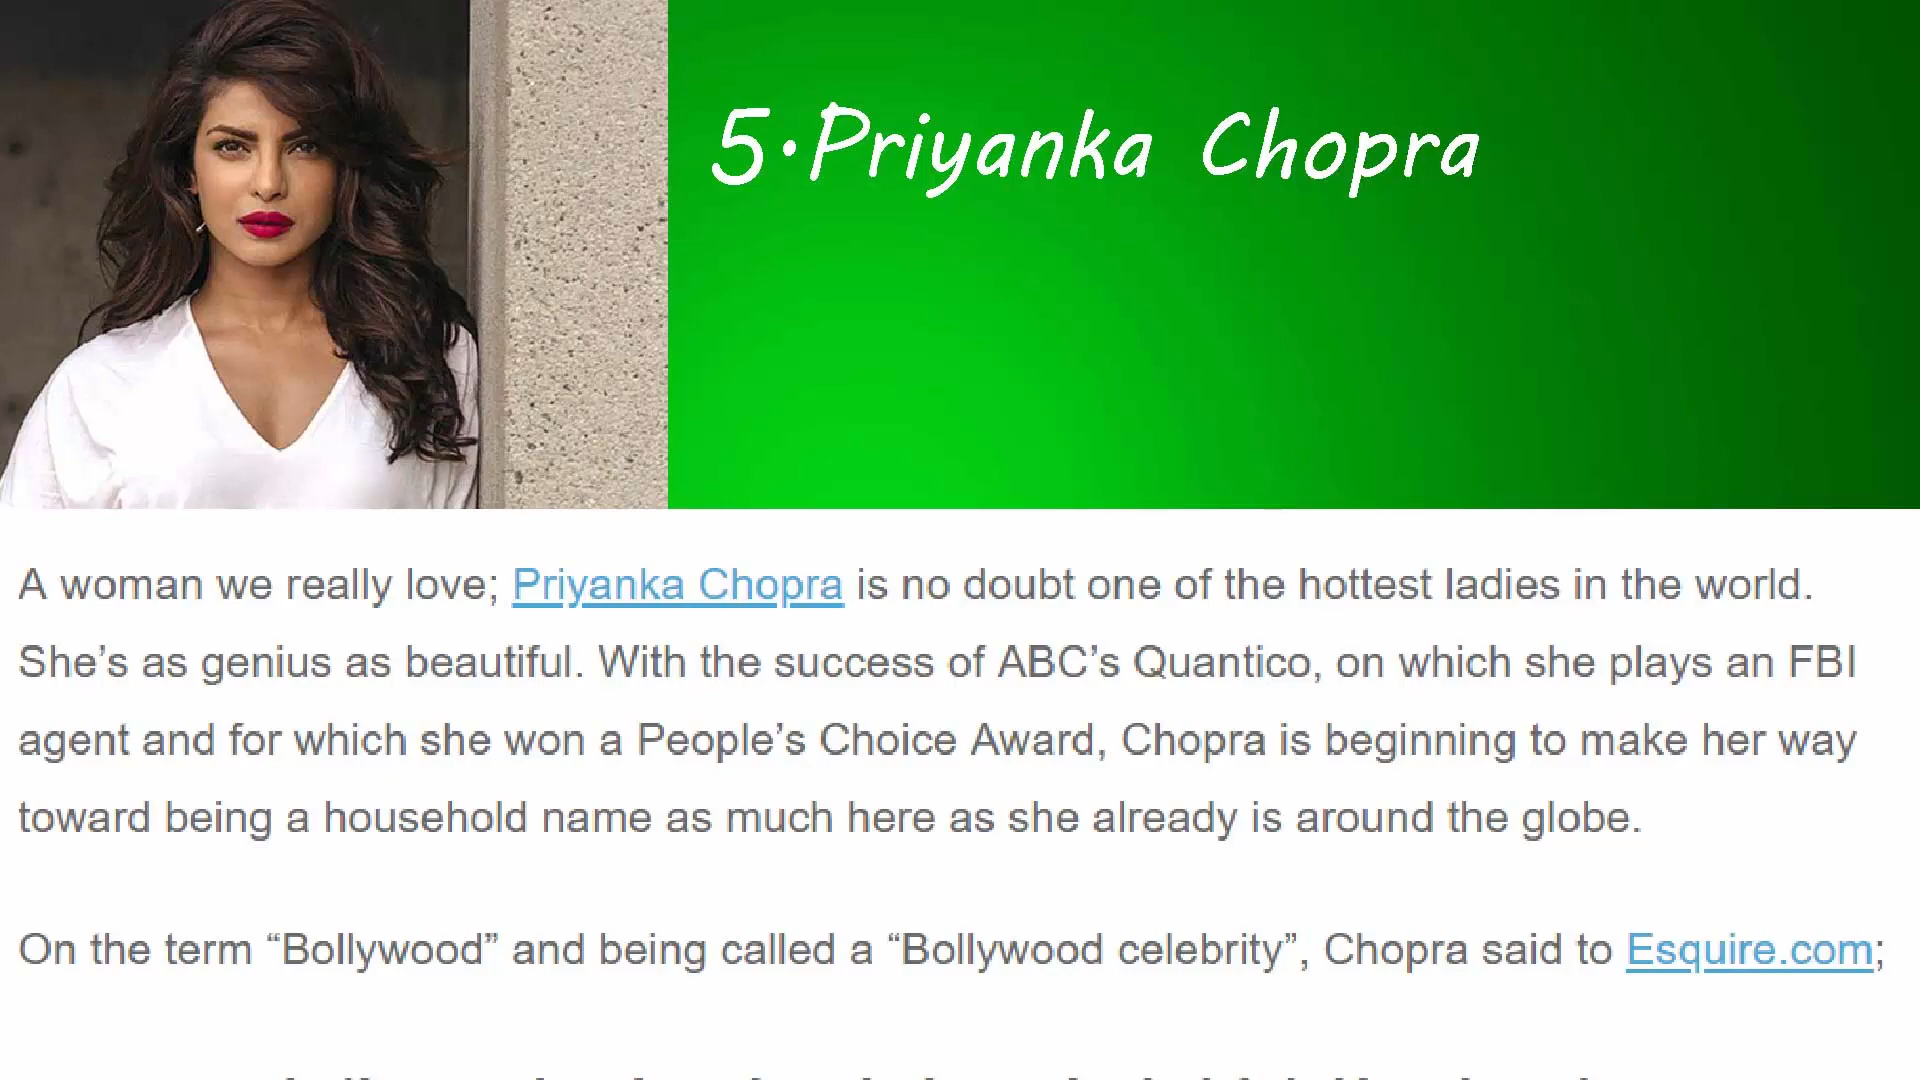 5.Priyanka Chopra
A woman we really love; Priyanka Chopra is no doubt one of the hottest ladies in the world.
She’s as genius as beautiful. With the success of ABC’s Quantico, on which she plays an FBI
agent and for which she won a People’s Choice Award, Chopra is beginning to make her way
toward being a household name as much here as she already is around the globe.
On the term “Bollywood” and being called a “Bollywood celebrity”, Chopra said to Esquire.com;